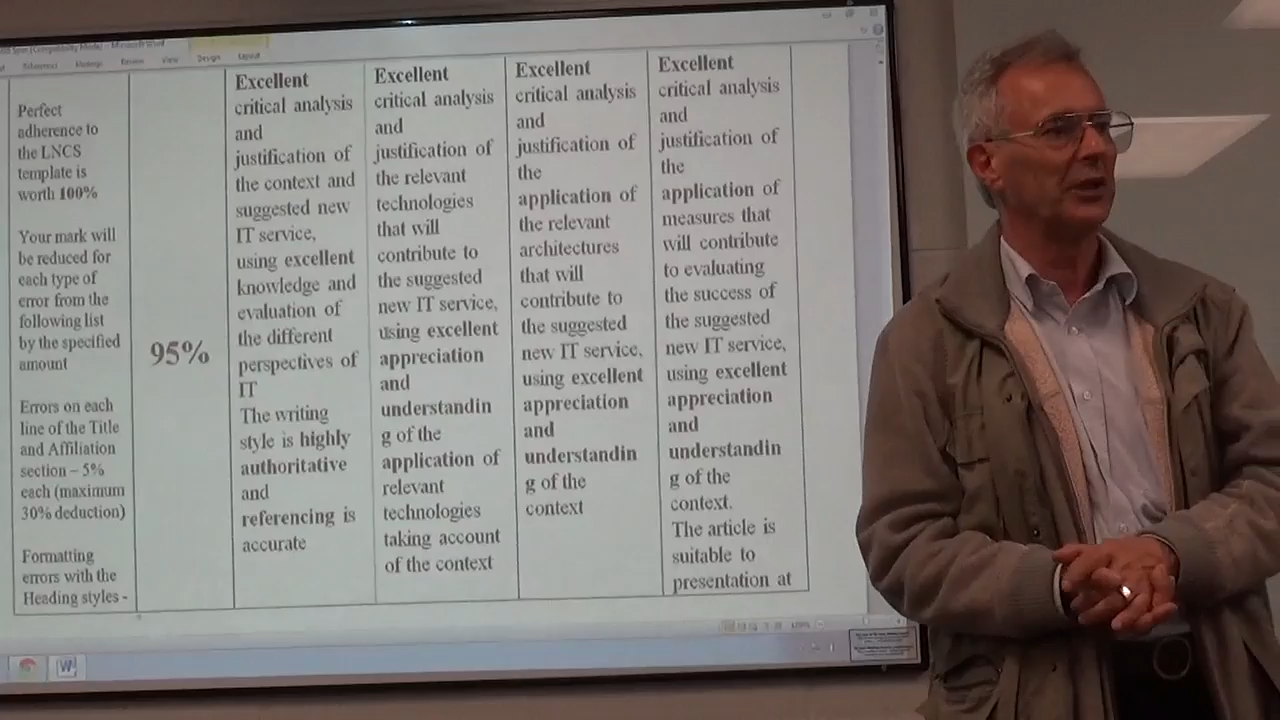 Perfect
adherence to
the LNCS
template is
worth 100%
Your mark will
be reduced for
each type of
error from the
following list
by the specified
amount
Errors on each
line of the Title
and Affiliation
section – 5%
each (maximum
30% deduction)
Formatting
errors with the
Heading styles -
95%
Excellent
critical analysis
and
justification of
the context and
suggested new
IT service,
using excellent
knowledge and
evaluation of
the different
perspectives of
IT
The writing
style is highly
authoritative
and
referencing is
accurate
Excellent
critical analysis
and
justification of
the relevant
technologies
that will
contribute to
the suggested
new IT service,
using excellent
appreciation
and
understandin
g of the
application of
relevant
technologies
taking account
of the context
Excellent
critical analysis
and
justification of
the
application of
the relevant
architectures
that will
contribute to
the suggested
new IT service,
using excellent
appreciation
and
understandin
g of the
context
Excellent
critical analysis
and
justification of
the
application of
measures that
will contribute
to evaluating
the success of
the suggested
new IT service,
using excellent
appreciation
and
understandin
g of the
context.
The article is
suitable to
presentation at